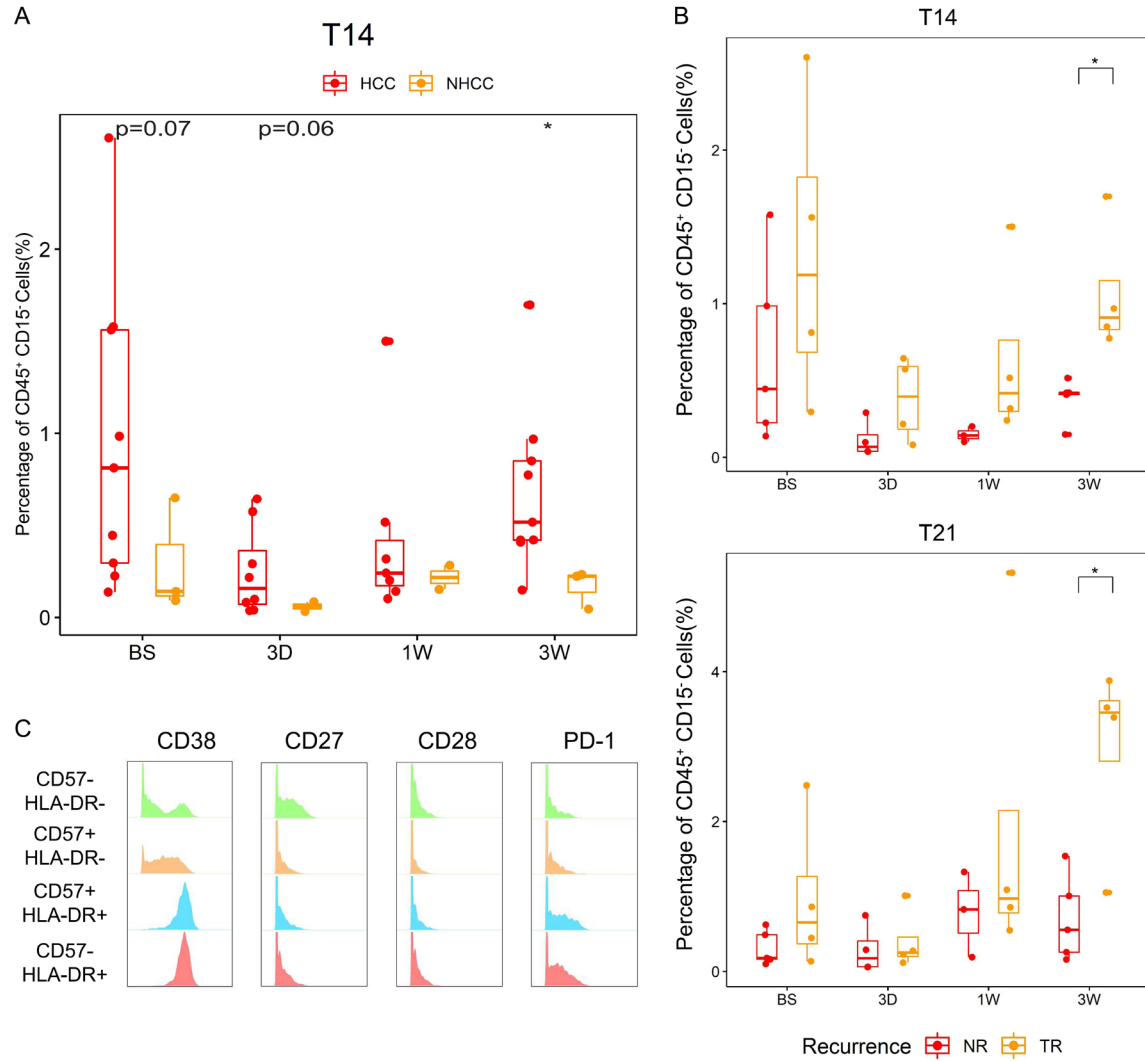 A
T14
HCC NHCC
p=0.07 p=0.06 *
Percentage of CD45⁺ CD15⁻ Cells(%)
2
1
0
BS 3D 1W 3W
B
T14
*
Percentage of CD45⁺ CD15⁻ Cells(%)
2
1
0
BS 3D 1W 3W
T21
*
Percentage of CD45⁺ CD15⁻ Cells(%)
4
2
0
BS 3D 1W 3W
Recurrence NR TR
C
CD38 CD27 CD28 PD-1
CD57-
HLA-DR-
CD57+
HLA-DR-
CD57+
HLA-DR+
CD57-
HLA-DR+